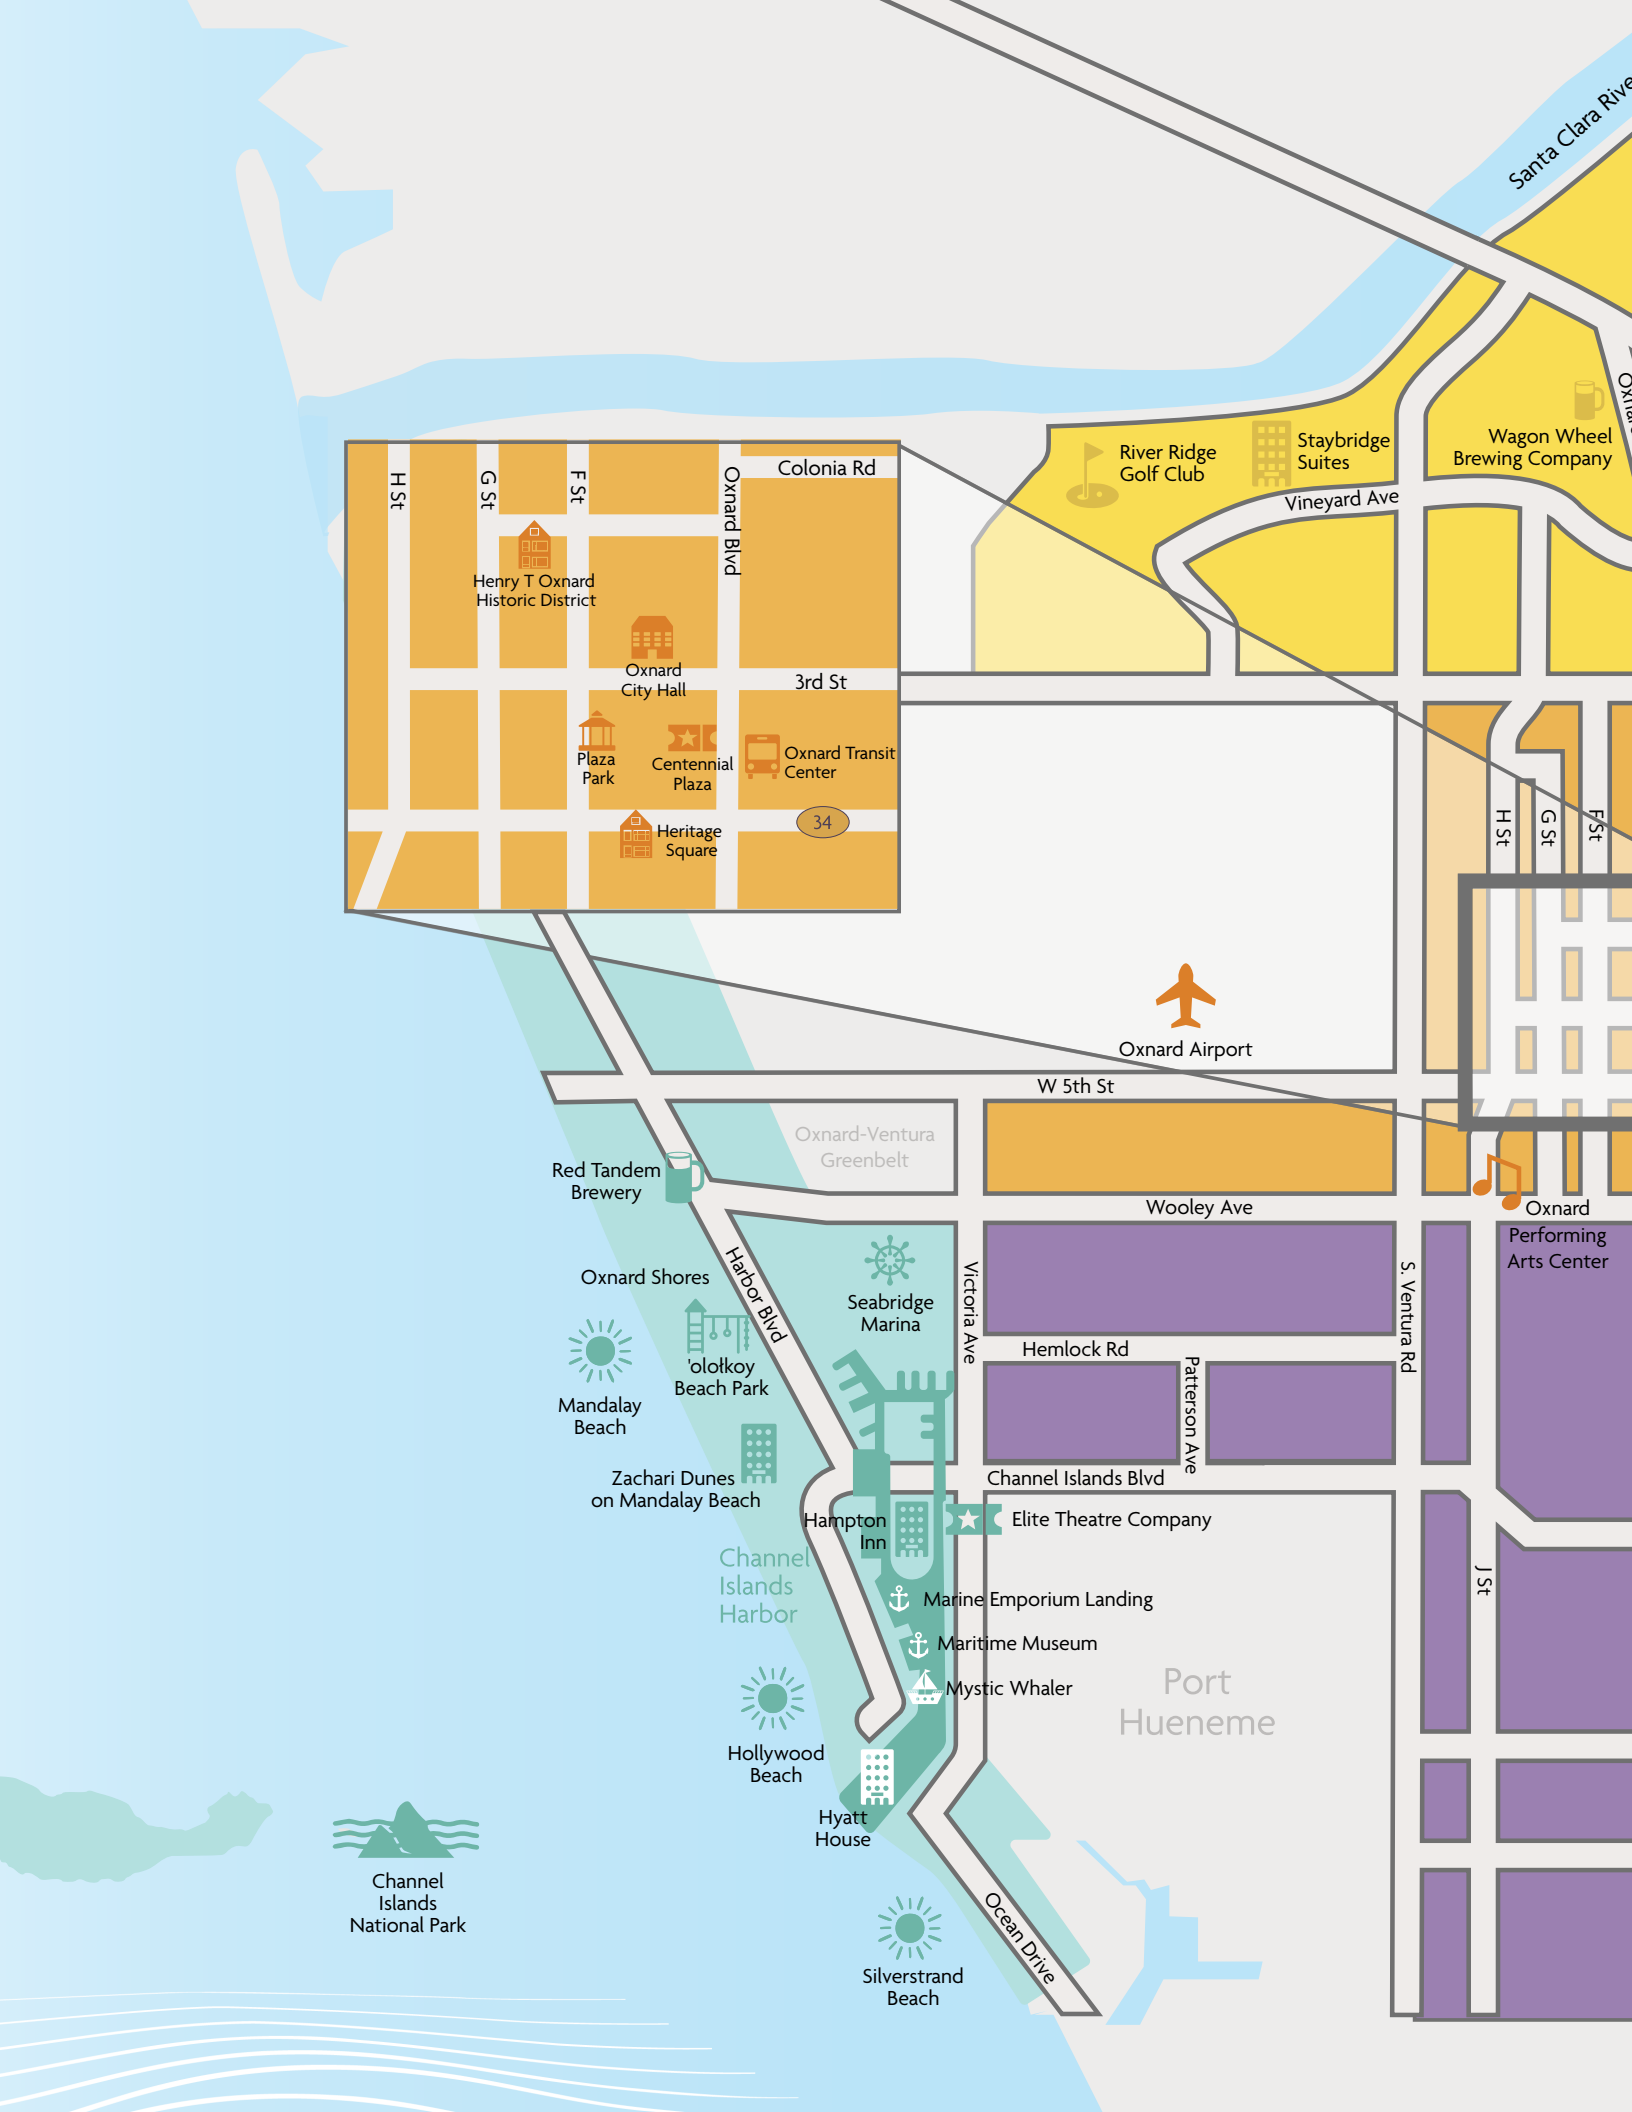 Santa Clara Rive
Oxna
River Ridge
Golf Club
Staybridge
Suites
Wagon Wheel
Brewing Company
Vineyard Ave
Colonia Rd
H St
G St
F St
Oxnard Blvd
Henry T Oxnard
Historic District
Oxnard
City Hall
3rd St
Plaza
Park
Centennial
Plaza
Oxnard Transit
Center
Heritage
Square
34
H St
G St
F St
Oxnard Airport
W 5th St
Oxnard-Ventura
Greenbelt
Red Tandem
Brewery
Wooley Ave
Oxnard
Performing
Arts Center
Harbor Blvd
Oxnard Shores
Seabridge
Marina
Victoria Ave
S. Ventura Rd
Hemlock Rd
Patterson Ave
'olołkoy
Beach Park
Mandalay
Beach
Zachari Dunes
on Mandalay Beach
Channel Islands Blvd
Hampton
Inn
Elite Theatre Company
Channel
Islands
Harbor
Marine Emporium Landing
J St
Maritime Museum
Mystic Whaler
Port
Hueneme
Hollywood
Beach
Hyatt
House
Channel
Islands
National Park
Ocean Drive
Silverstrand
Beach